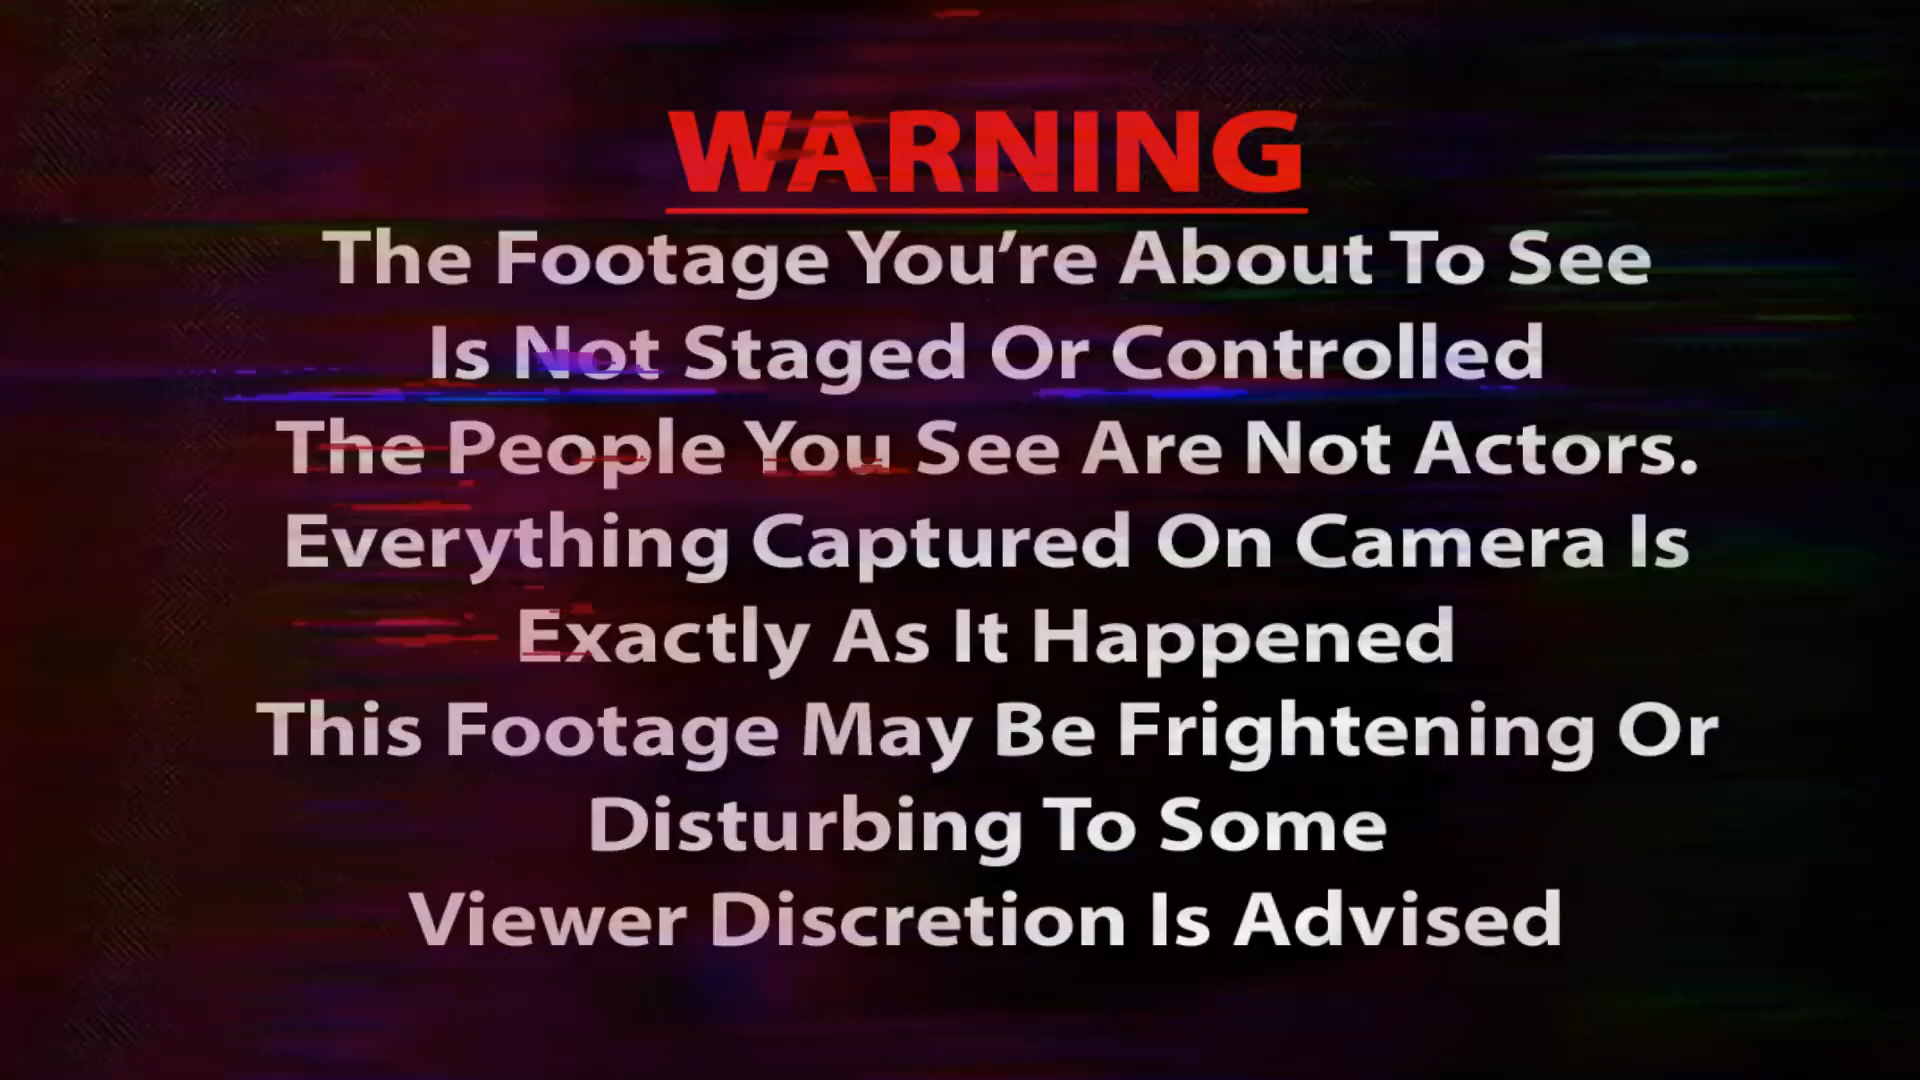 WARNING
The Footage You’re About To See
Is Not Staged Or Controlled
The People You See Are Not Actors.
Everything Captured On Camera Is
Exactly As It Happened
This Footage May Be Frightening Or
Disturbing To Some
Viewer Discretion Is Advised